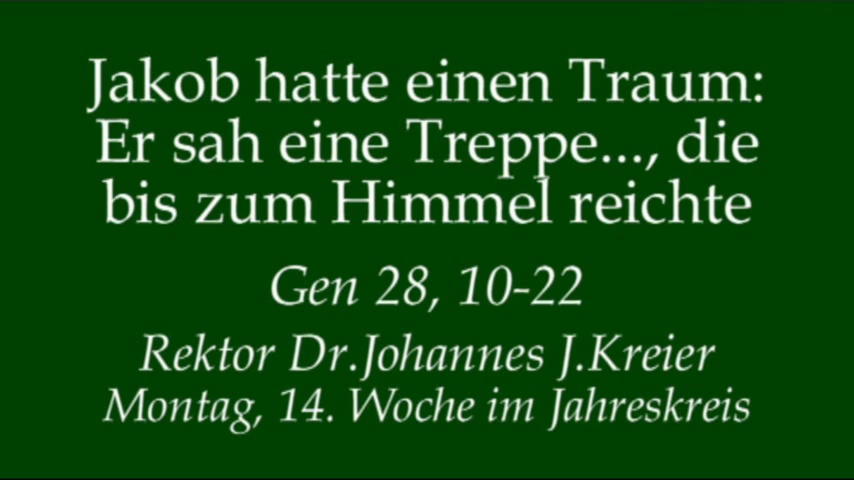 Jakob hatte einen Traum:
Er sah eine Treppe..., die
bis zum Himmel reichte
Gen 28, 10-22
Rektor Dr.Johannes J.Kreier
Montag, 14. Woche im Jahreskreis